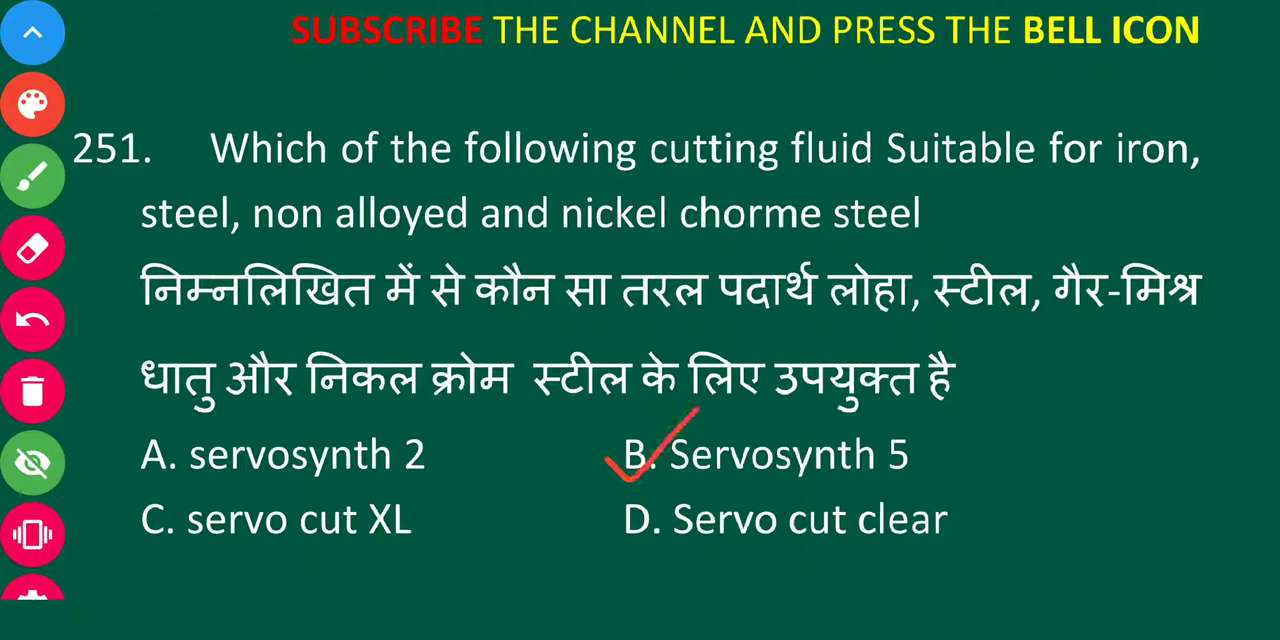 SUBSCRIBE THE CHANNEL AND PRESS THE BELL ICON
251. Which of the following cutting fluid Suitable for iron,
steel, non alloyed and nickel chorme steel
निम्नलिखित में से कौन सा तरल पदार्थ लोहा, स्टील, गैर-मिश्र
धातु और निकल क्रोम स्टील के लिए उपयुक्त है
A. servosynth 2 B. Servosynth 5
C. servo cut XL D. Servo cut clear